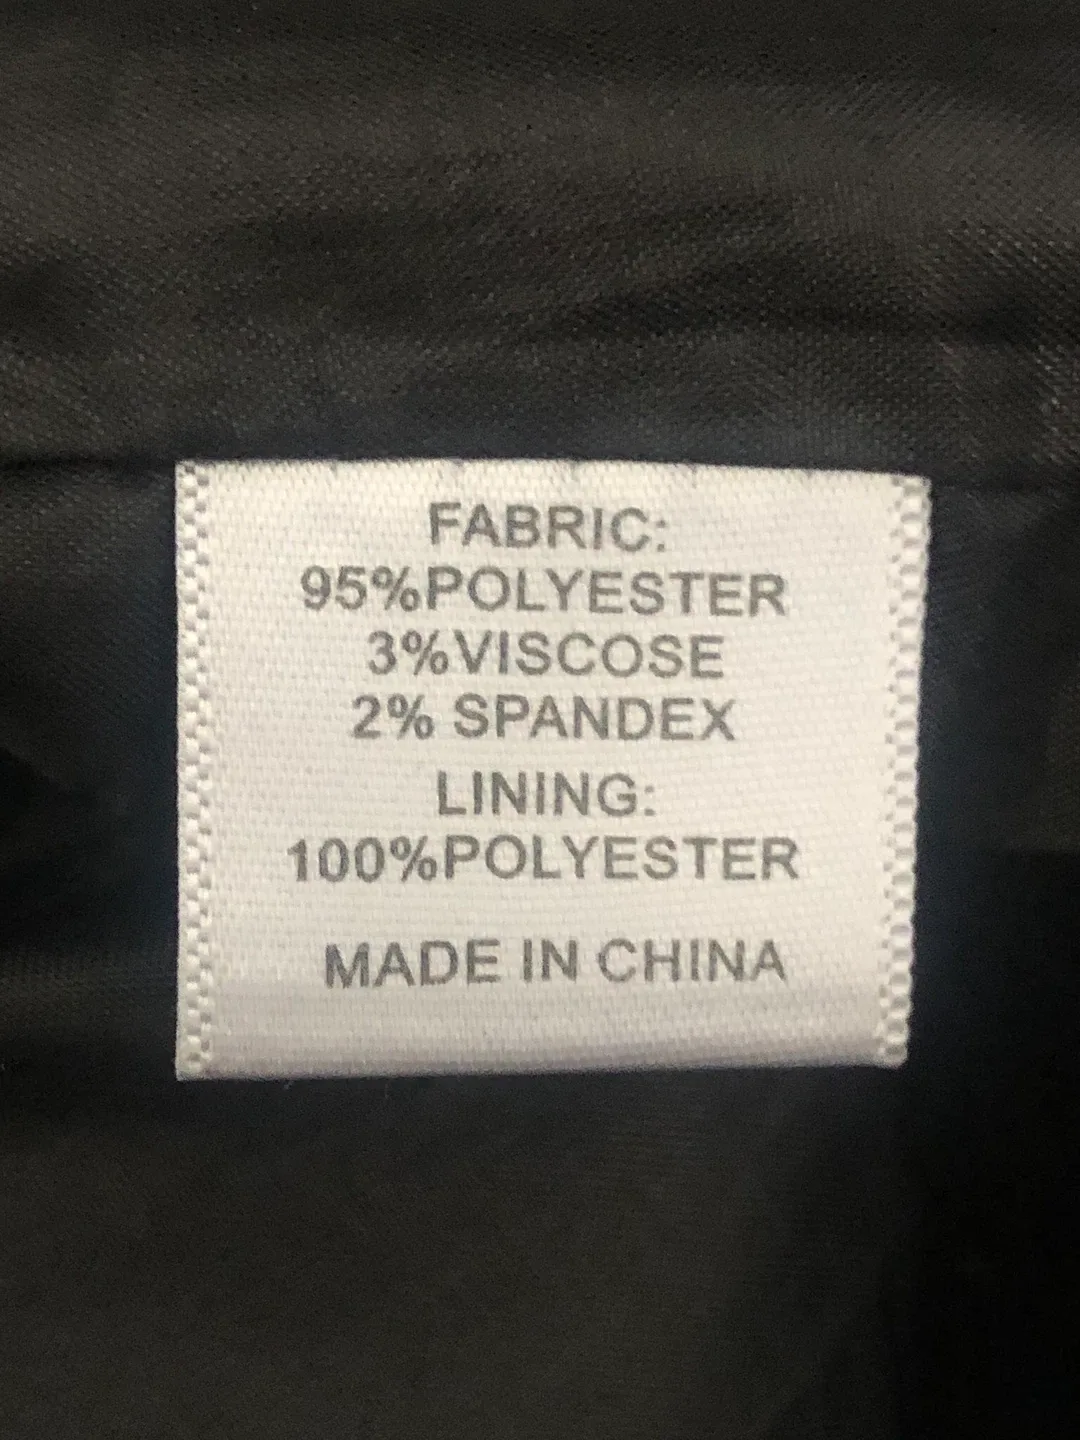 FABRIC:
95%POLYESTER
3%VISCOSE
2% SPANDEX
LINING:
100%POLYESTER
MADE IN CHINA